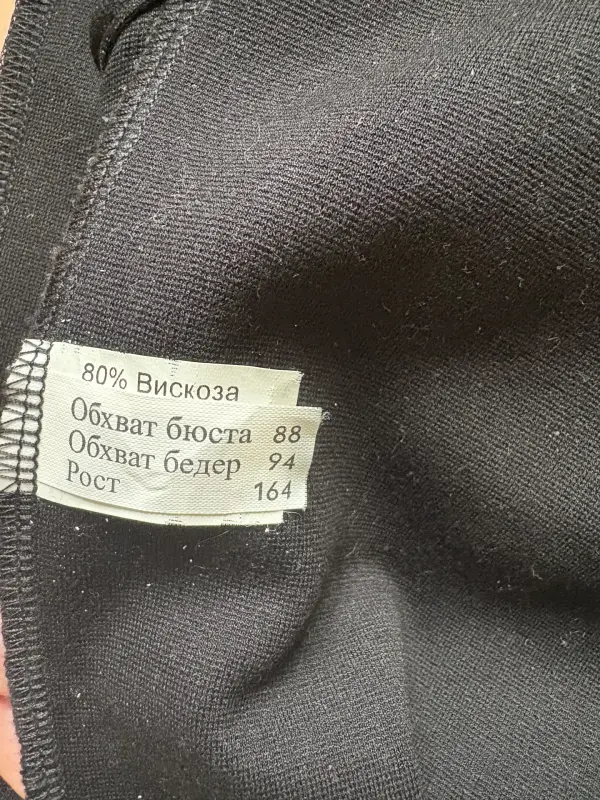 80% Вискоза
Обхват бюста 88
Обхват бедер 94
Рост 164